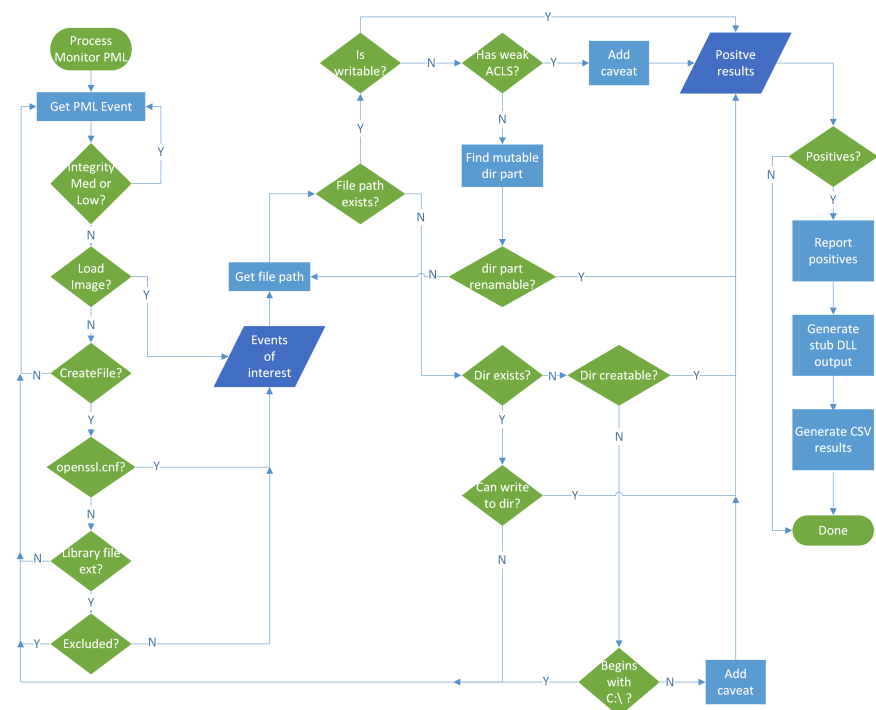 Process
Monitor PML
Get PML Event
Y
Integrity
Med or
Low?
N
Load
Image?
Y
N
CreateFile?
N
Y
openssl.cnf?
Y
N
Library file
ext?
N
Y
Excluded?
Y
N
Events
of
interest
Get file path
File path
exists?
Y
N
Is
writable?
Y
N
Has weak
ACLS?
Y
N
Add
caveat
Find mutable
dir part
dir part
renamable?
N
Y
Dir exists?
N
Y
Dir creatable?
Y
N
Can write
to dir?
Y
N
Begins
with
C:\ ?
Y
N
Add
caveat
Positve
results
Positives?
N
Y
Report
positives
Generate
stub DLL
output
Generate CSV
results
Done